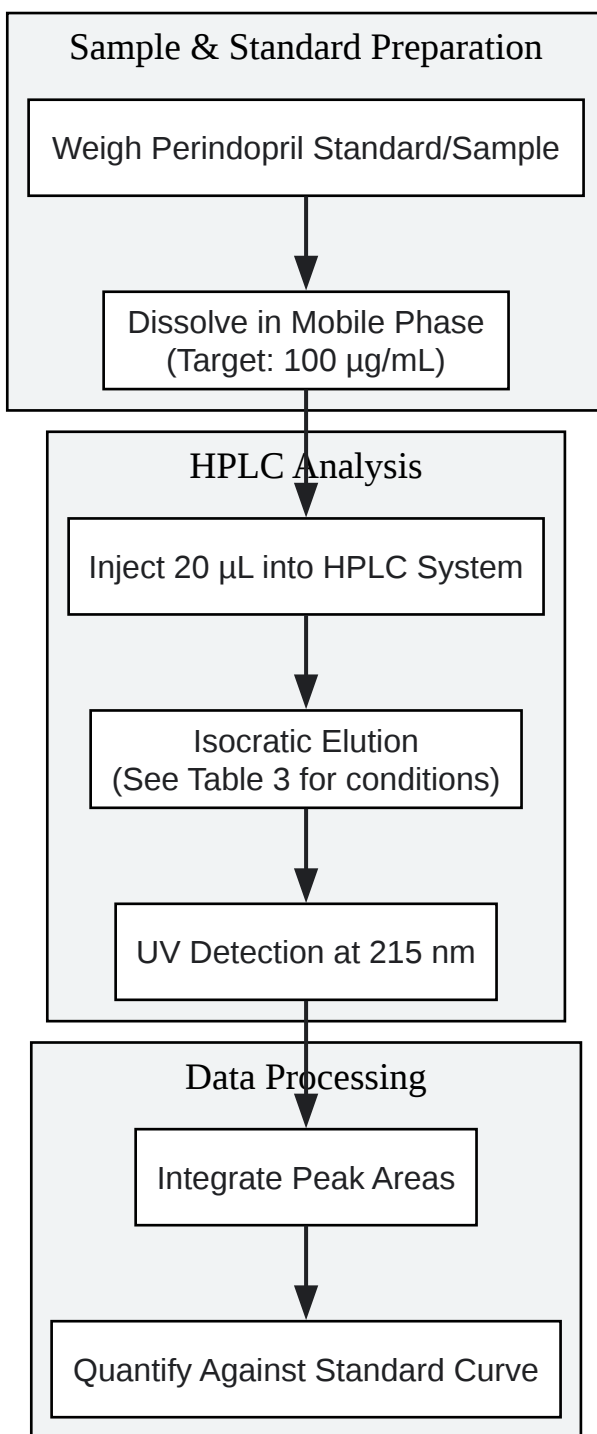 Sample & Standard Preparation
Weigh Perindopril Standard/Sample
Dissolve in Mobile Phase
(Target: 100 µg/mL)
HPLC Analysis
Inject 20 µL into HPLC System
Isocratic Elution
(See Table 3 for conditions)
UV Detection at 215 nm
Data Processing
Integrate Peak Areas
Quantify Against Standard Curve